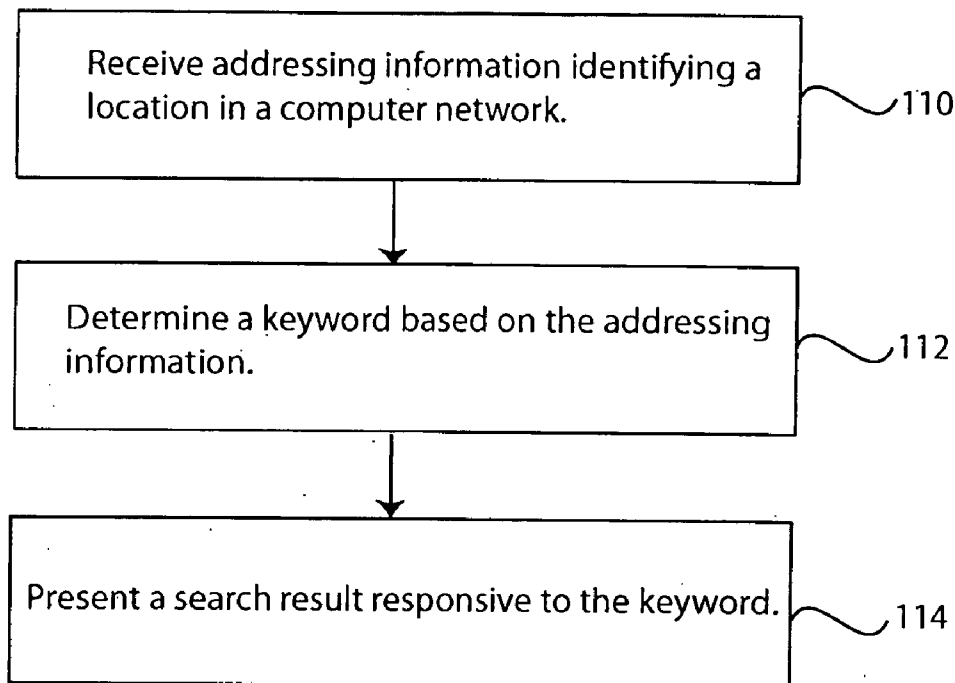 Receive addressing information identifying a
location in a computer network.
110
Determine a keyword based on the addressing
information.
112
Present a search result responsive to the keyword.
114